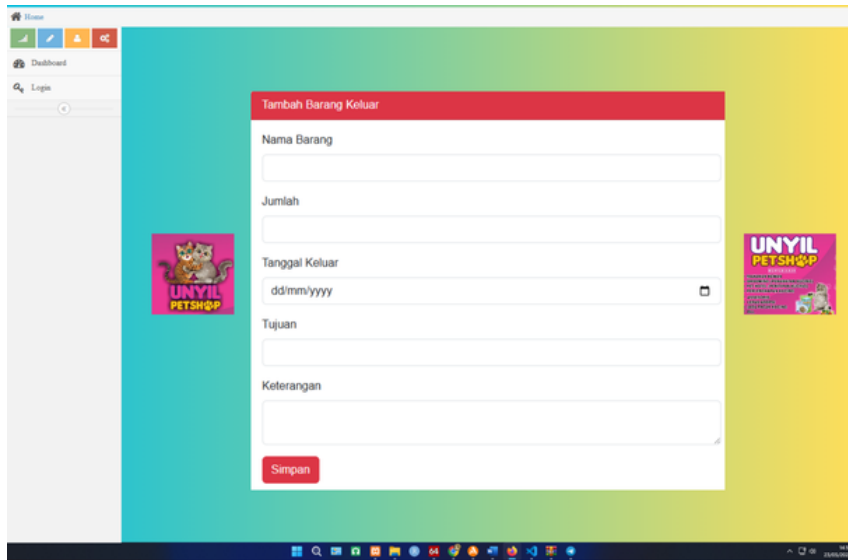 Home
Dashboard
Login
Tambah Barang Keluar
Nama Barang
Jumlah
Tanggal Keluar
dd/mm/yyyy
Tujuan
Keterangan
Simpan
UNYIL
PETSHOP
UNYIL
PETSHOP